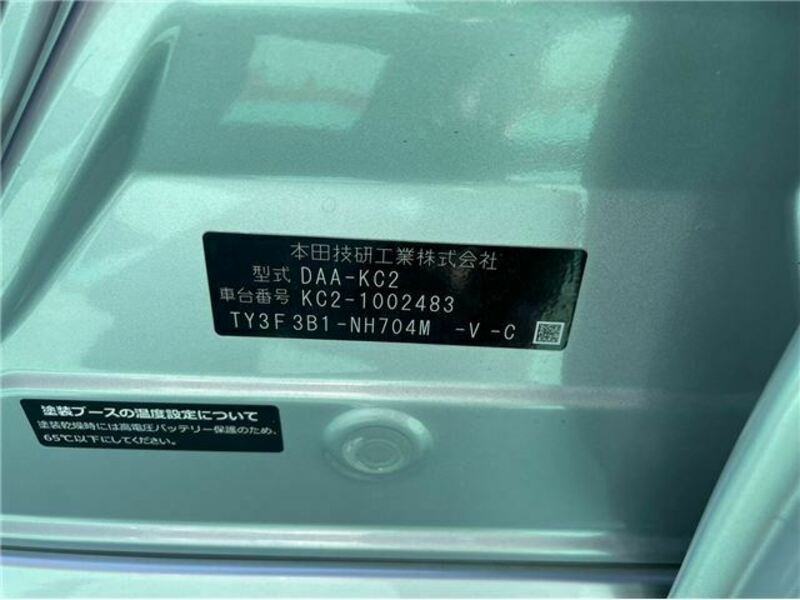 本田技研工業株式会社
型式 DAA-KC2
車台番号 KC2-1002483
TY3F 3B1-NH704M -V -C
塗装ブースの温度設定について
塗装乾燥時には高電圧バッテリー保護のため、
65℃以下にしてください。